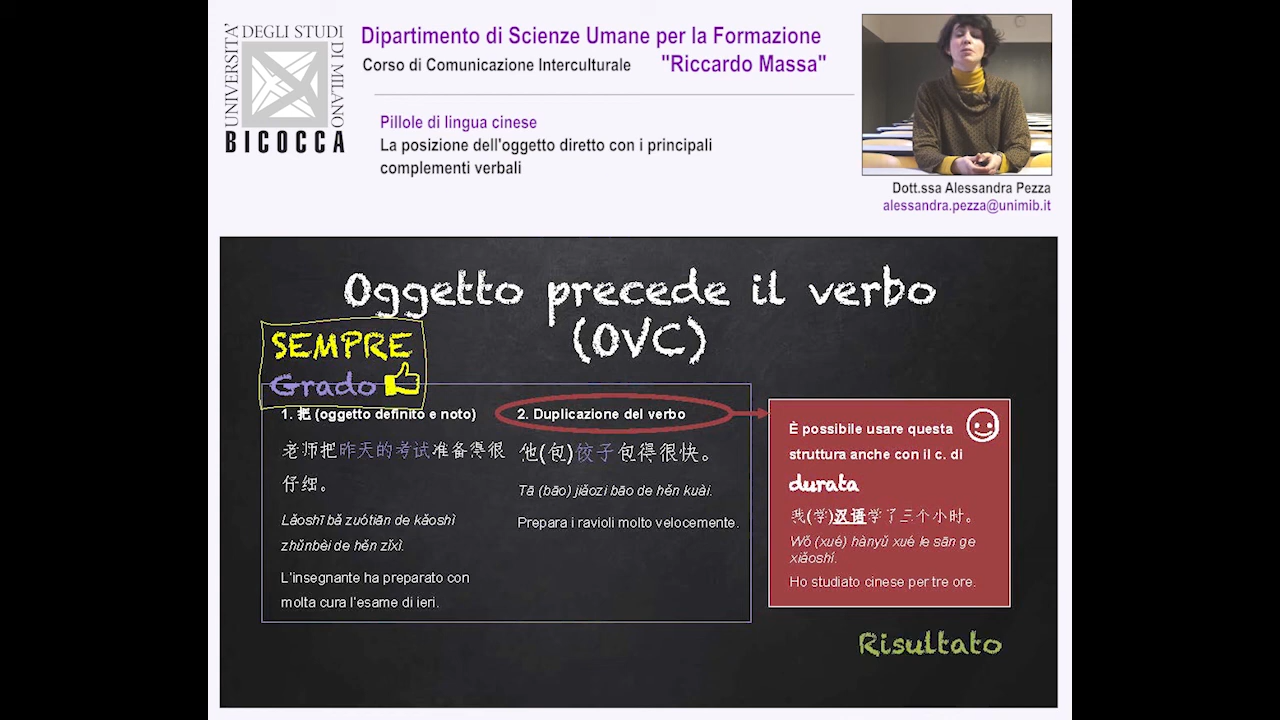 UNIVERSITA'
DEGLI STUDI
DI MILANO
BICOCCA
Dipartimento di Scienze Umane per la Formazione
Corso di Comunicazione Interculturale "Riccardo Massa"
Pillole di lingua cinese
La posizione dell'oggetto diretto con i principali
complementi verbali
Dott.ssa Alessandra Pezza
alessandra.pezza@unimib.it
Oggetto precede il verbo
(OVC)
SEMPRE
Grado
1. 把 (oggetto definito e noto)
老师把昨天的考试准备得很
仔细。
Lǎoshī bǎ zuótiān de kǎoshì
zhǔnbèi de hěn zǐxì.
L'insegnante ha preparato con
molta cura l'esame di ieri.
2. Duplicazione del verbo
他(包)饺子包得很快。
Tā (bāo) jiǎozi bāo de hěn kuài.
Prepara i ravioli molto velocemente.
È possibile usare questa
struttura anche con il c. di
durata
我(学)汉语学了三个小时。
Wǒ (xué) hànyǔ xué le sān ge
xiǎoshí.
Ho studiato cinese per tre ore.
Risultato